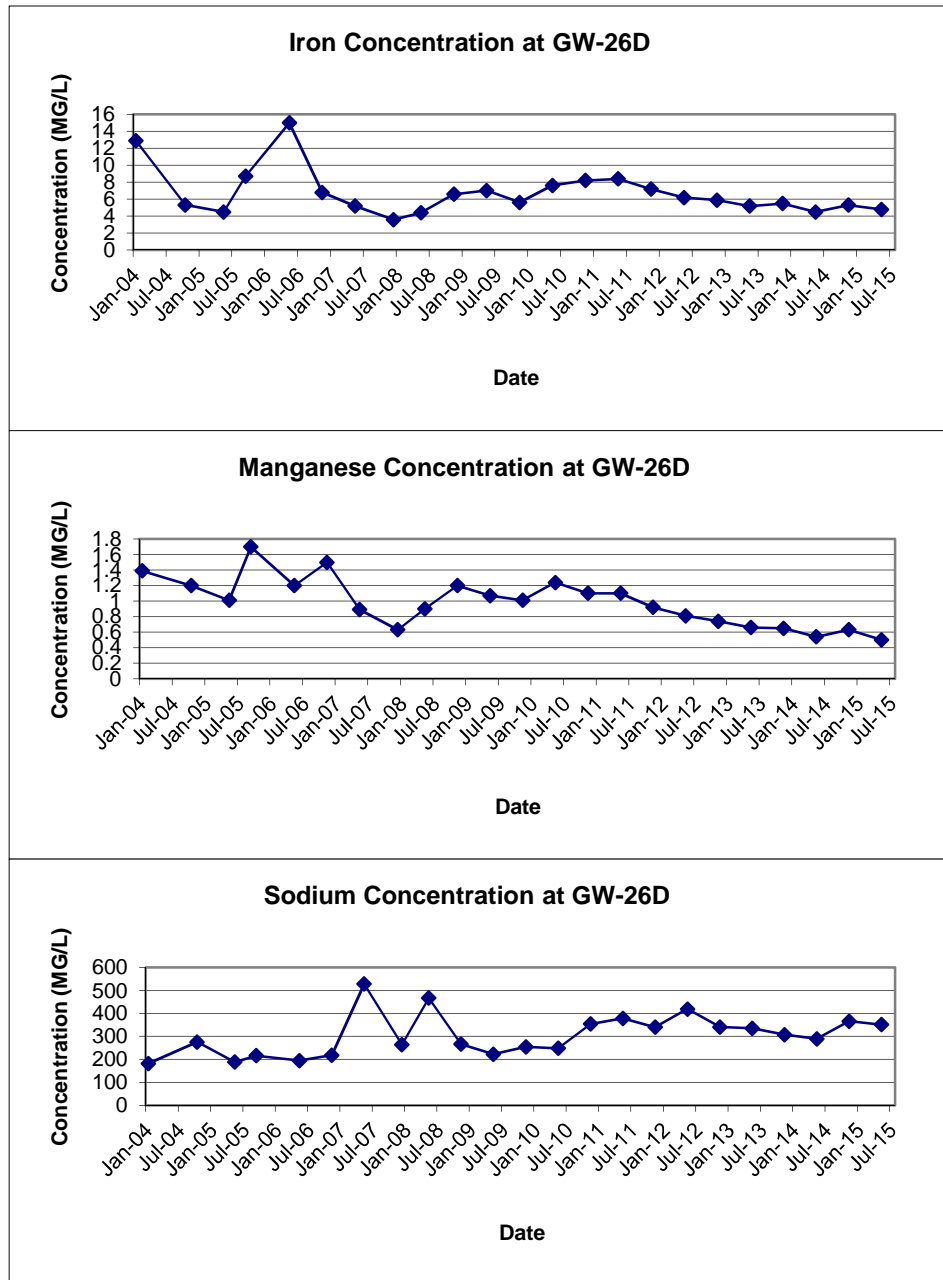 Iron Concentration at GW-26D
Concentration (MG/L)
16
14
12
10
8
6
4
2
0
Jan-04
Jul-04
Jan-05
Jul-05
Jan-06
Jul-06
Jan-07
Jul-07
Jan-08
Jul-08
Jan-09
Jul-09
Jan-10
Jul-10
Jan-11
Jul-11
Jan-12
Jul-12
Jan-13
Jul-13
Jan-14
Jul-14
Jan-15
Jul-15
Date
Manganese Concentration at GW-26D
Concentration (MG/L)
1.8
1.6
1.4
1.2
1
0.8
0.6
0.4
0.2
0
Jan-04
Jul-04
Jan-05
Jul-05
Jan-06
Jul-06
Jan-07
Jul-07
Jan-08
Jul-08
Jan-09
Jul-09
Jan-10
Jul-10
Jan-11
Jul-11
Jan-12
Jul-12
Jan-13
Jul-13
Jan-14
Jul-14
Jan-15
Jul-15
Date
Sodium Concentration at GW-26D
Concentration (MG/L)
600
500
400
300
200
100
0
Jan-04
Jul-04
Jan-05
Jul-05
Jan-06
Jul-06
Jan-07
Jul-07
Jan-08
Jul-08
Jan-09
Jul-09
Jan-10
Jul-10
Jan-11
Jul-11
Jan-12
Jul-12
Jan-13
Jul-13
Jan-14
Jul-14
Jan-15
Jul-15
Date